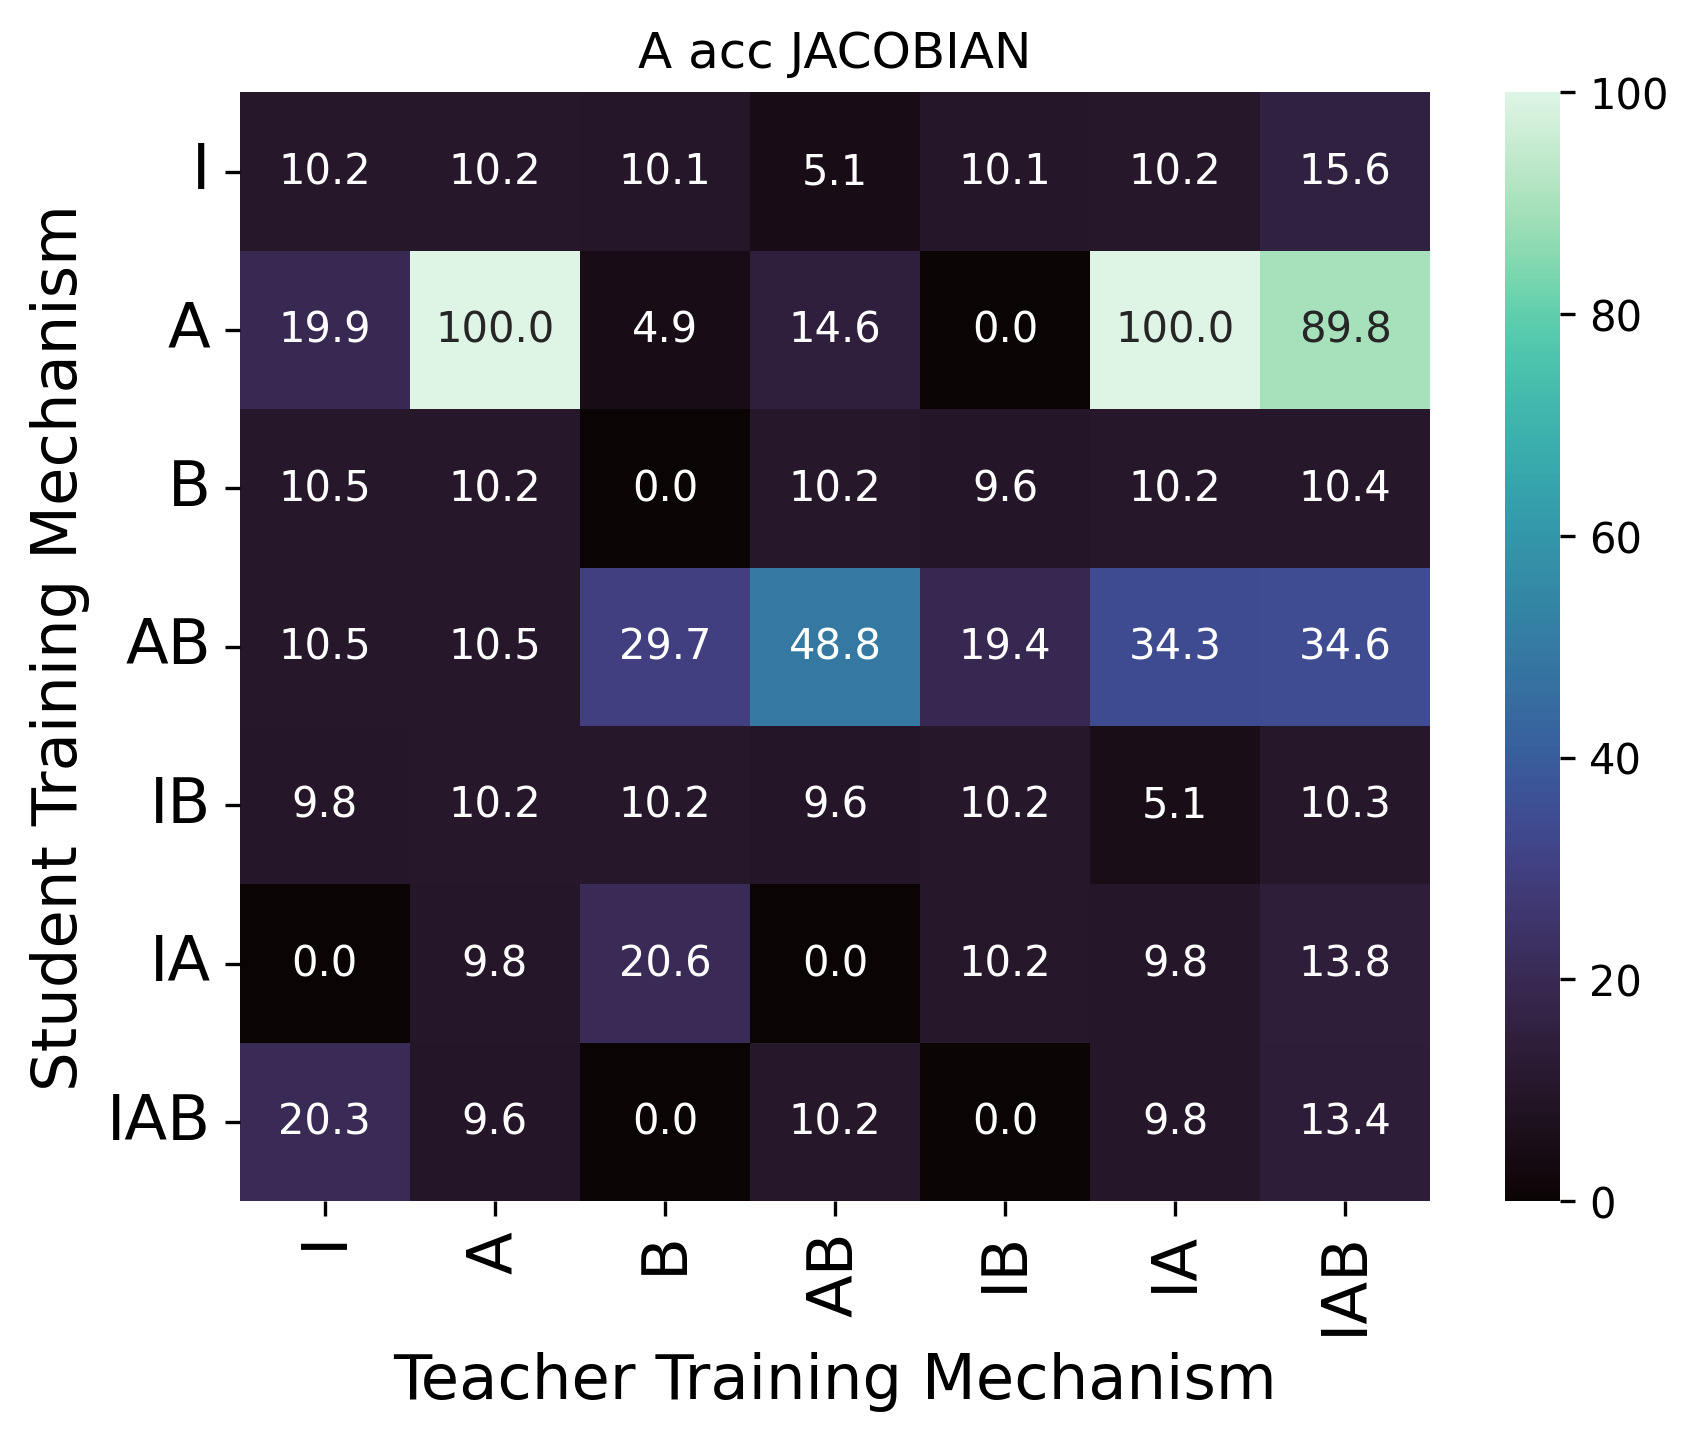 A acc JACOBIAN
Student Training Mechanism
I 10.2 10.2 10.1 5.1 10.1 10.2 15.6
A 19.9 100.0 4.9 14.6 0.0 100.0 89.8
B 10.5 10.2 0.0 10.2 9.6 10.2 10.4
AB 10.5 10.5 29.7 48.8 19.4 34.3 34.6
IB 9.8 10.2 10.2 9.6 10.2 5.1 10.3
IA 0.0 9.8 20.6 0.0 10.2 9.8 13.8
IAB 20.3 9.6 0.0 10.2 0.0 9.8 13.4
I A B AB IB IA IAB
Teacher Training Mechanism
100
80
60
40
20
0